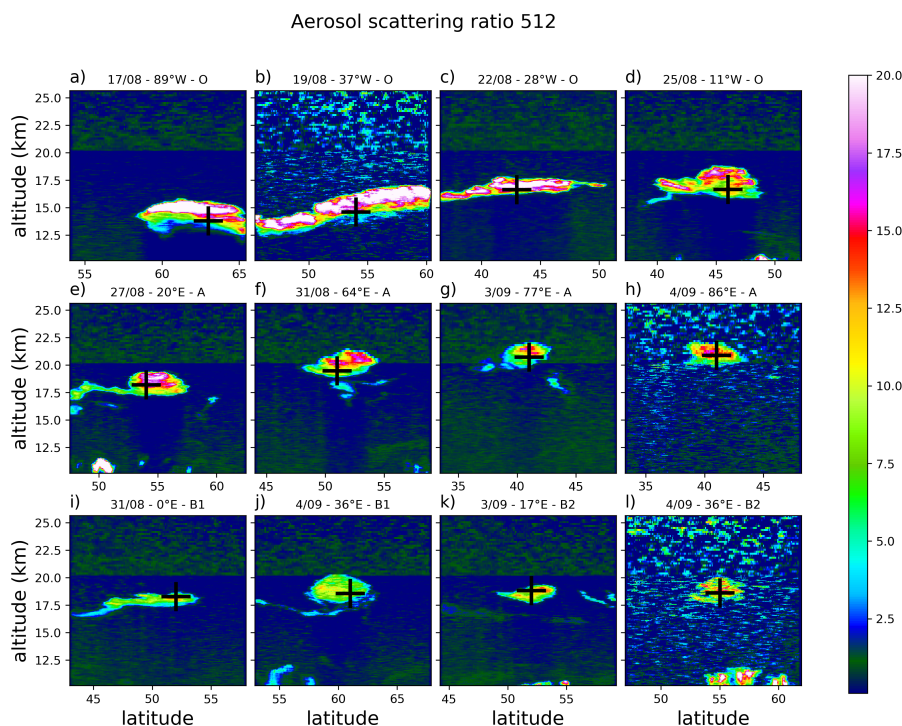 Aerosol scattering ratio 512
a) 17/08 - 89°W - O
b) 19/08 - 37°W - O
c) 22/08 - 28°W - O
d) 25/08 - 11°W - O
altitude (km)
25.0
22.5
20.0
17.5
15.0
12.5
55 60 65
50 55 60
40 45 50
40 45 50
e) 27/08 - 20°E - A
f) 31/08 - 64°E - A
g) 3/09 - 77°E - A
h) 4/09 - 86°E - A
altitude (km)
25.0
22.5
20.0
17.5
15.0
12.5
50 55 60
45 50 55
35 40 45
35 40 45
i) 31/08 - 0°E - B1
j) 4/09 - 36°E - B1
k) 3/09 - 17°E - B2
l) 4/09 - 36°E - B2
altitude (km)
25.0
22.5
20.0
17.5
15.0
12.5
45 50 55
55 60 65
45 50 55
50 55 60
latitude latitude latitude latitude
20.0
17.5
15.0
12.5
10.0
7.5
5.0
2.5